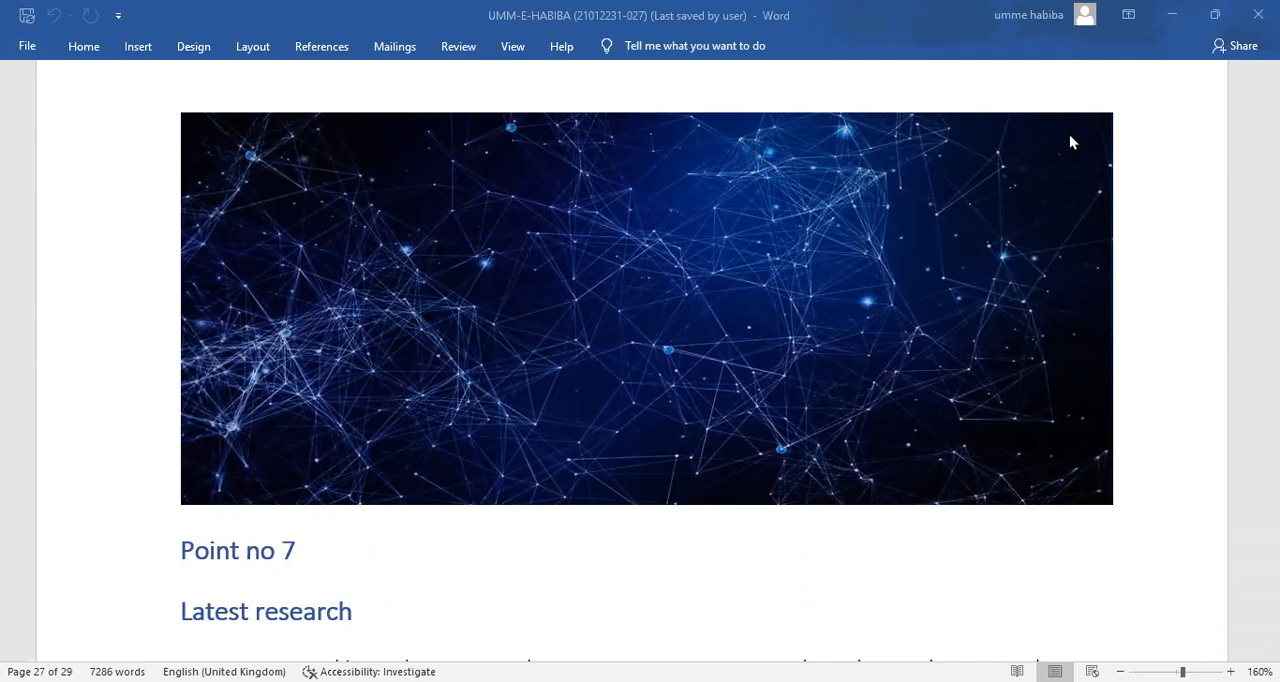 UMM-E-HABIBA (21012231-027) (Last saved by user) - Word
umme habiba
File Home Insert Design Layout References Mailings Review View Help Tell me what you want to do Share
Point no 7
Latest research
Page 27 of 29 7286 words English (United Kingdom) Accessibility: Investigate 160%